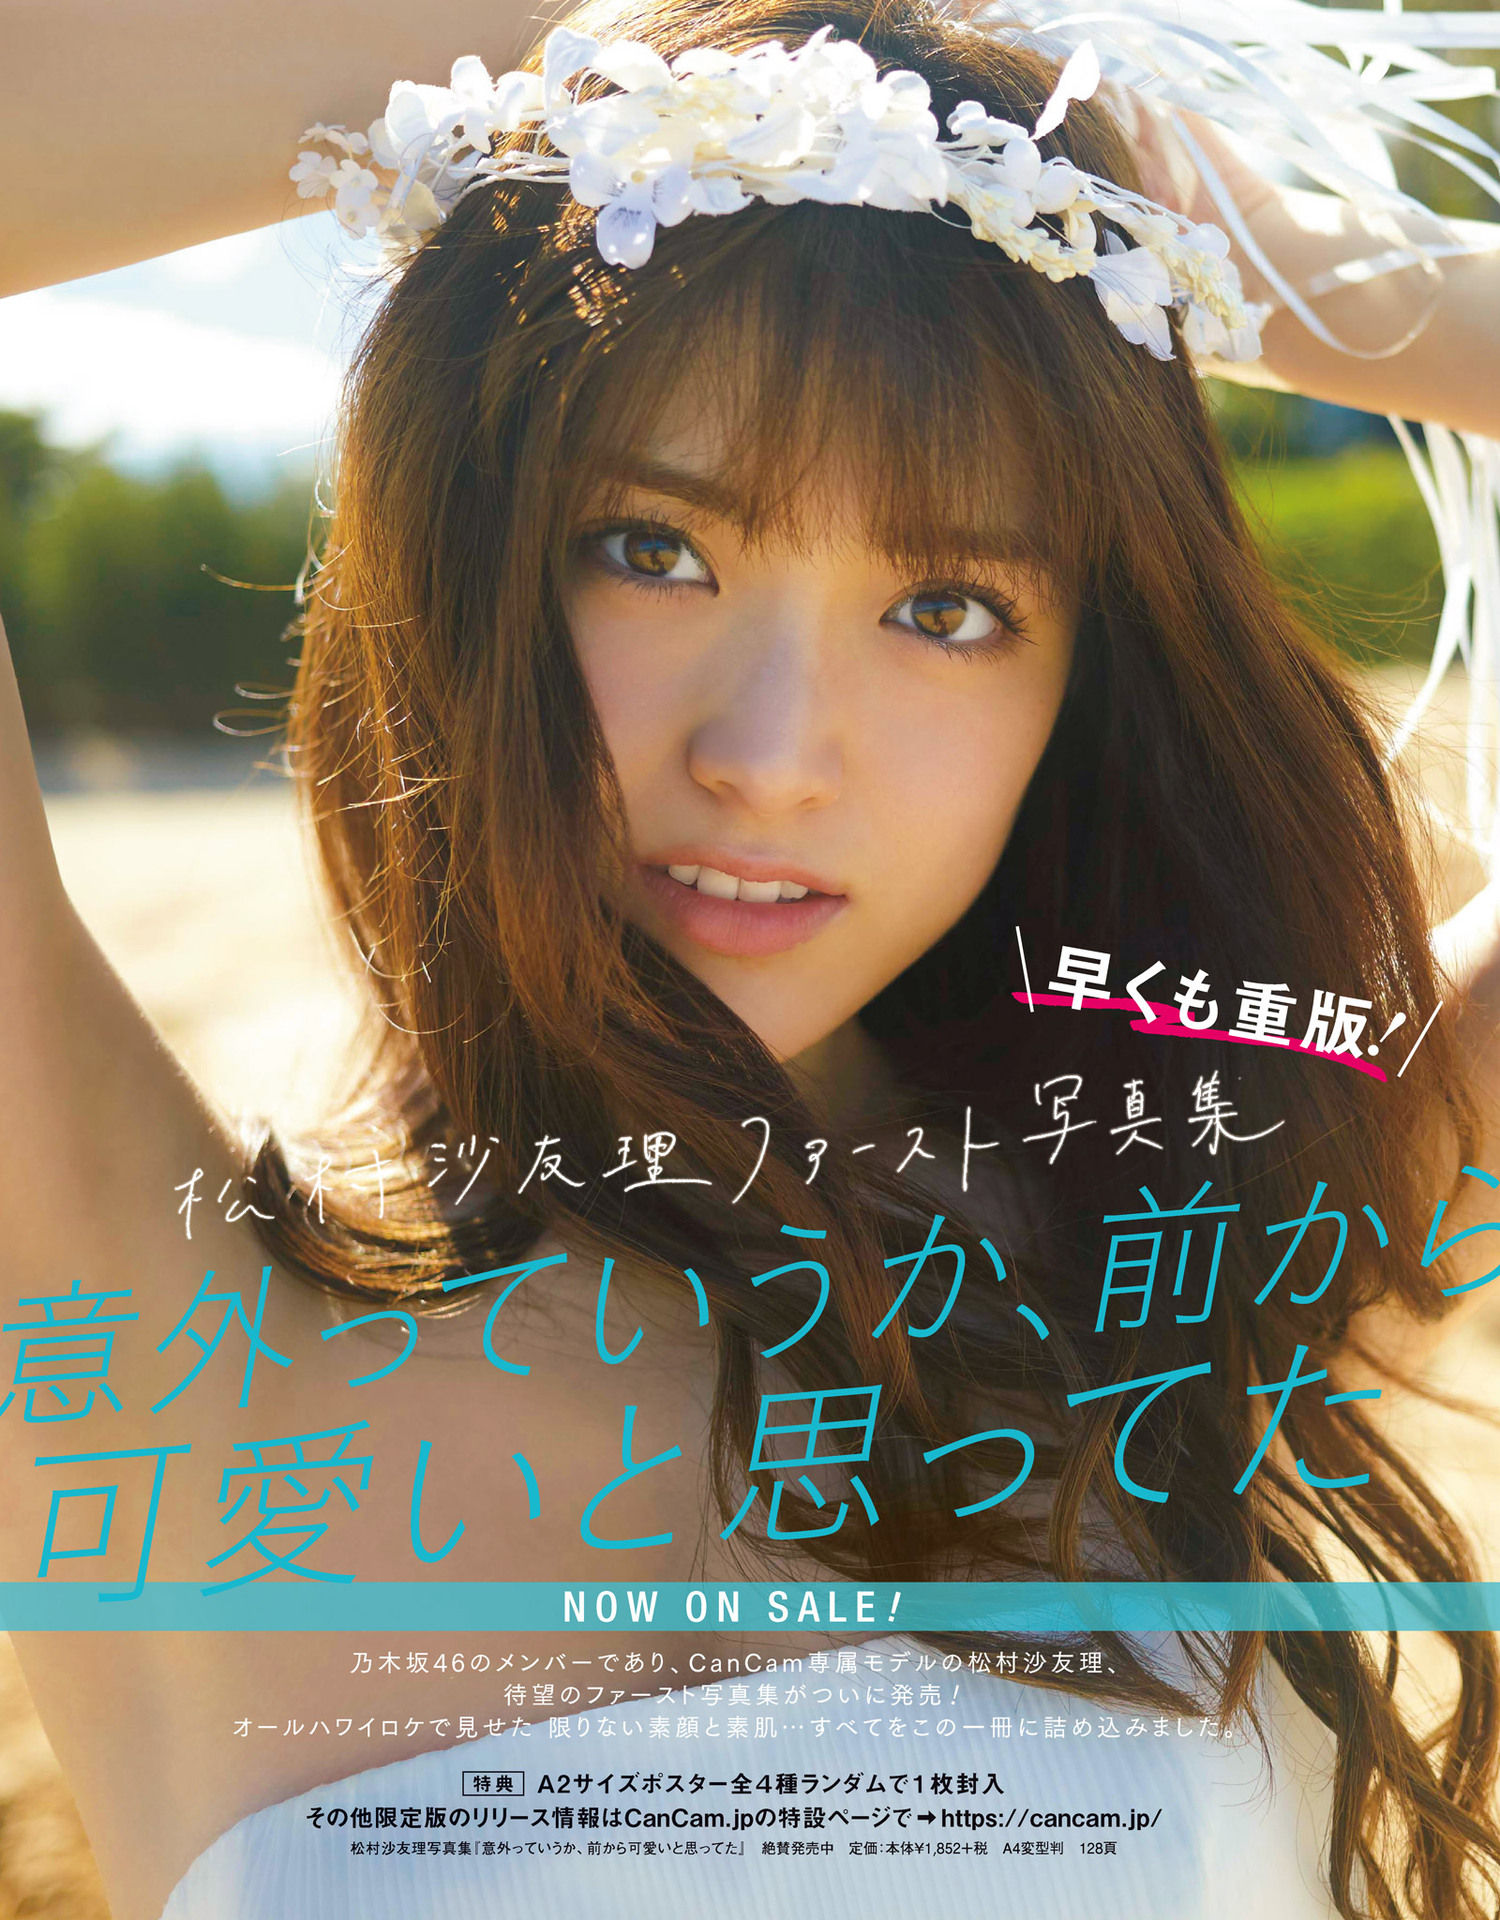 早くも重版!
松村沙友理ファースト写真集
意外っていうか、前から
可愛いと思ってた
NOW ON SALE!
乃木坂46のメンバーであり、CanCam専属モデルの松村沙友理、
待望のファースト写真集がついに発売!
オールハワイロケで見せた 限りない素顔と素肌…すべてをこの一冊に詰め込みました。
特典 A2サイズポスター全4種ランダムで1枚封入
その他限定版のリリース情報はCanCam.jpの特設ページで➡https://cancam.jp/
松村沙友理写真集『意外っていうか、前から可愛いと思ってた』 絶賛発売中 定価:本体¥1,852+税 A4変型判 128頁